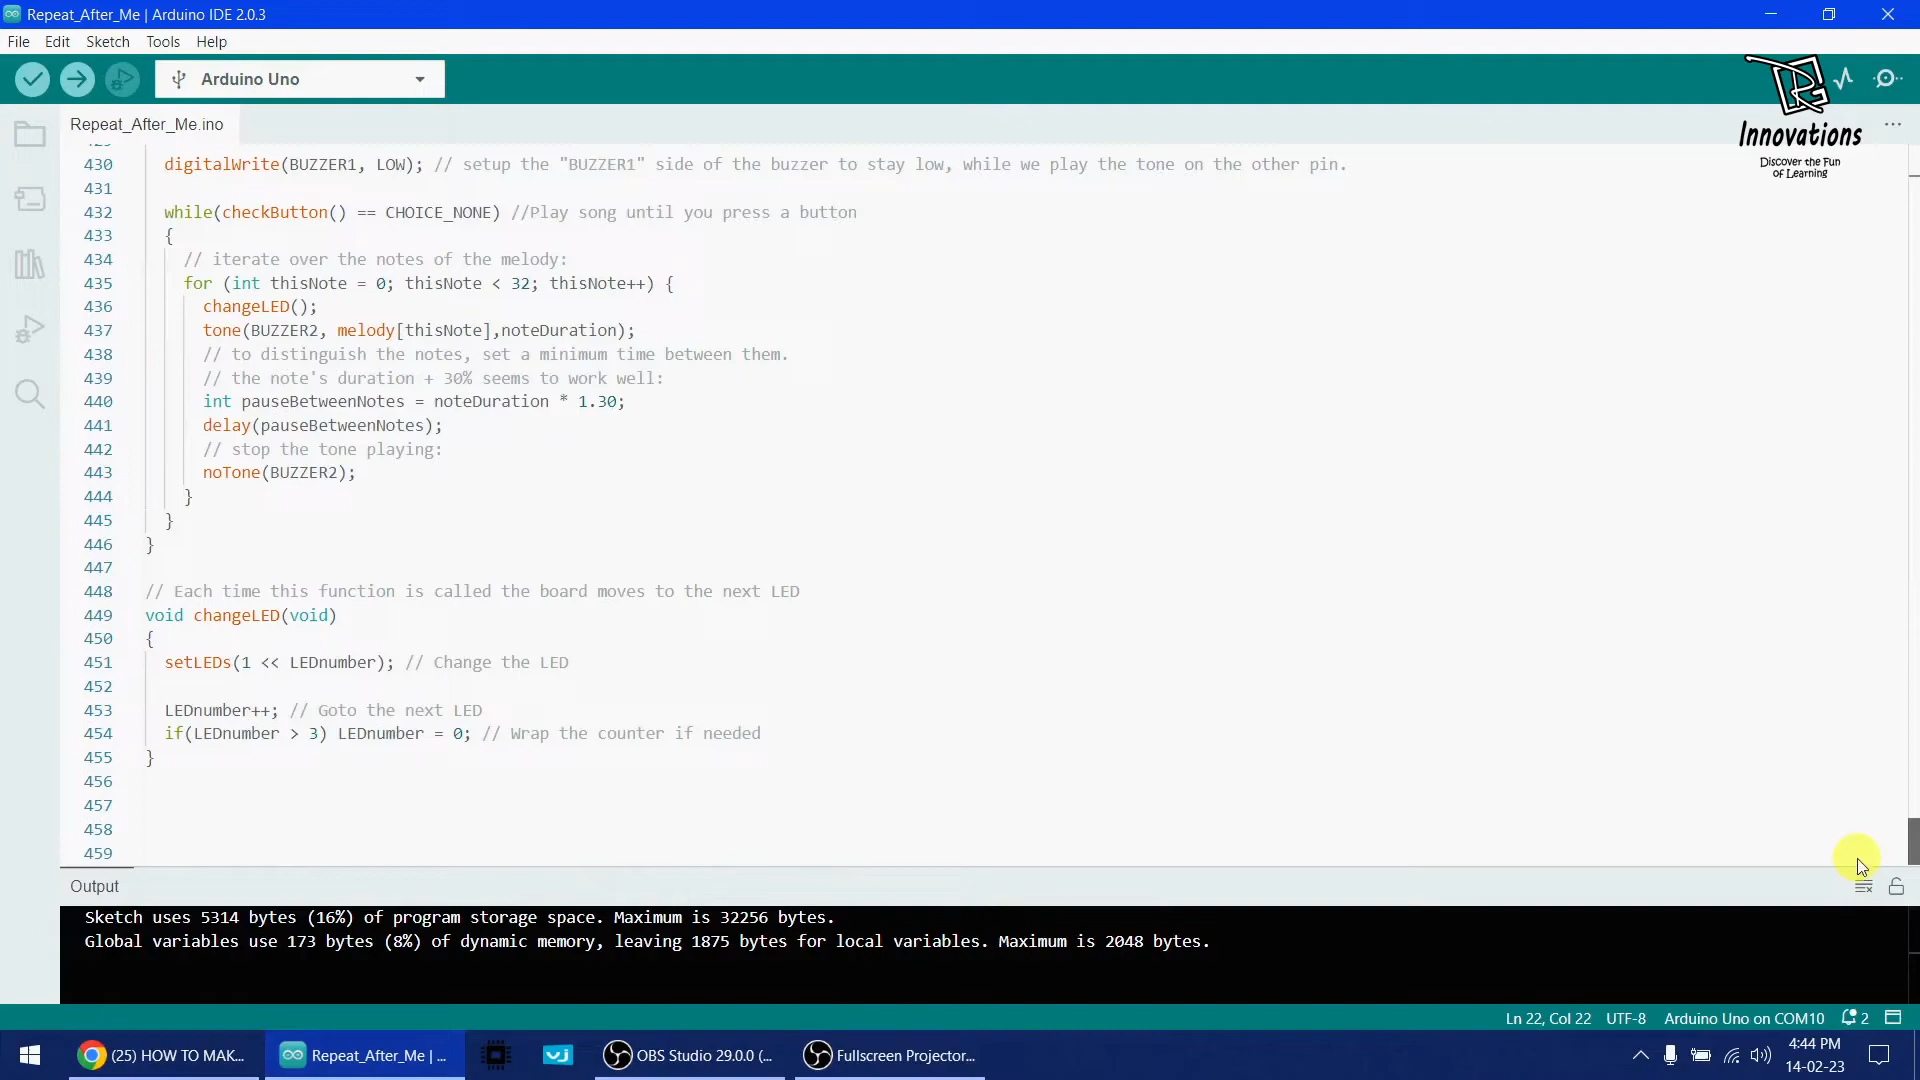 Repeat_After_Me | Arduino IDE 2.0.3
File Edit Sketch Tools Help
Arduino Uno
Innovations
Discover the Fun
of Learning
Repeat_After_Me.ino
430 digitalWrite(BUZZER1, LOW); // setup the "BUZZER1" side of the buzzer to stay low, while we play the tone on the other pin.
431
432 while(checkButton() == CHOICE_NONE) //Play song until you press a button
433 {
434 // iterate over the notes of the melody:
435 for (int thisNote = 0; thisNote < 32; thisNote++) {
436 changeLED();
437 tone(BUZZER2, melody[thisNote],noteDuration);
438 // to distinguish the notes, set a minimum time between them.
439 // the note's duration + 30% seems to work well:
440 int pauseBetweenNotes = noteDuration * 1.30;
441 delay(pauseBetweenNotes);
442 // stop the tone playing:
443 noTone(BUZZER2);
444 }
445 }
446 }
447
448 // Each time this function is called the board moves to the next LED
449 void changeLED(void)
450 {
451 setLEDs(1 << LEDnumber); // Change the LED
452
453 LEDnumber++; // Goto the next LED
454 if(LEDnumber > 3) LEDnumber = 0; // Wrap the counter if needed
455 }
456
457
458
459
Output
Sketch uses 5314 bytes (16%) of program storage space. Maximum is 32256 bytes.
Global variables use 173 bytes (8%) of dynamic memory, leaving 1875 bytes for local variables. Maximum is 2048 bytes.
Ln 22, Col 22 UTF-8 Arduino Uno on COM10 2
(25) HOW TO MAK... Repeat_After_Me | ... OBS Studio 29.0.0 (... Fullscreen Projector... 4:44 PM
14-02-23